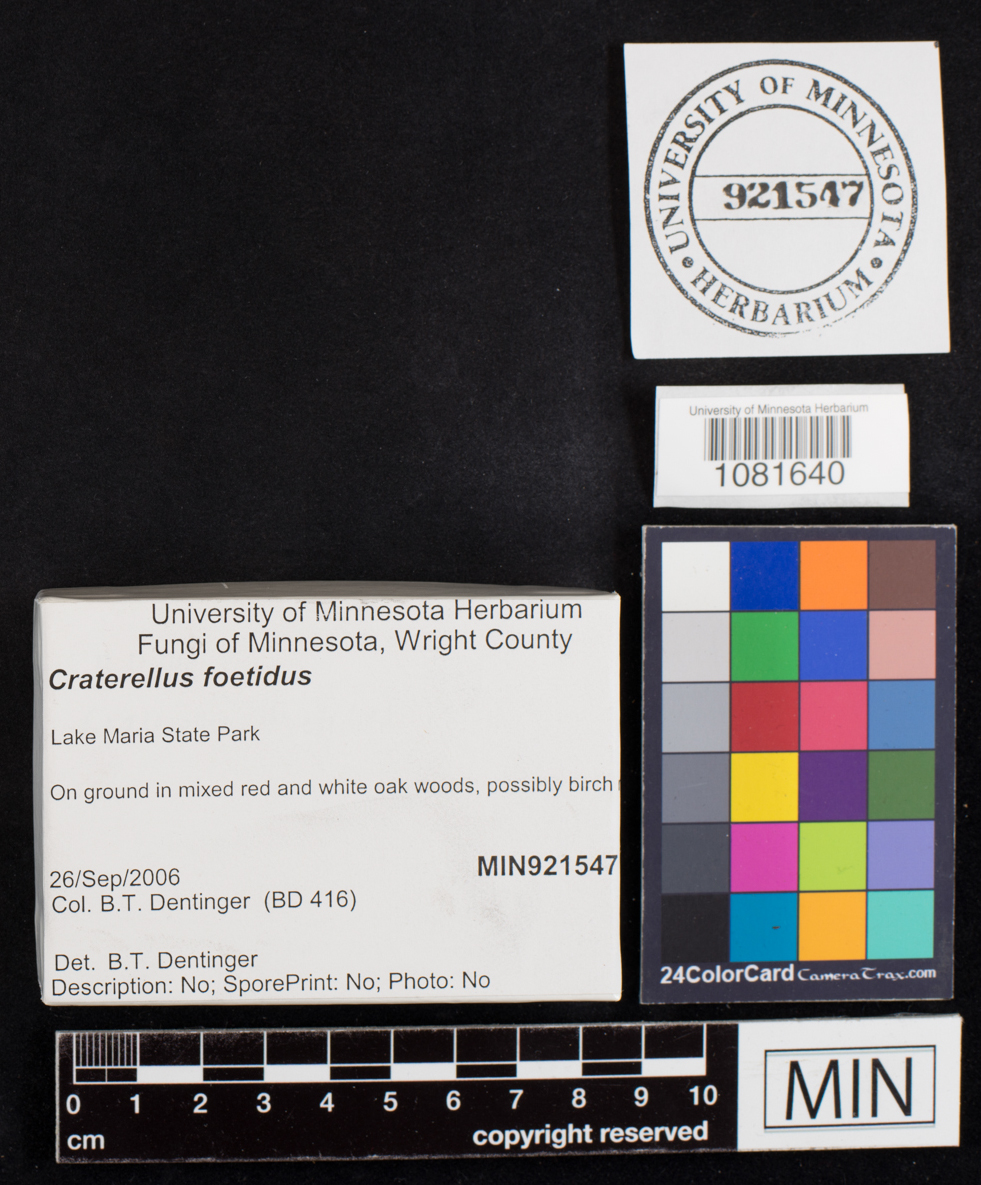 UNIVERSITY OF MINNESOTA
921547
• HERBARIUM •
University of Minnesota Herbarium
1081640
University of Minnesota Herbarium
Fungi of Minnesota, Wright County
Craterellus foetidus
Lake Maria State Park
On ground in mixed red and white oak woods, possibly birch
MIN921547
26/Sep/2006
Col. B.T. Dentinger (BD 416)
Det. B.T. Dentinger
Description: No; SporePrint: No; Photo: No
24ColorCard CameraTrax.com
0 1 2 3 4 5 6 7 8 9 10
cm
copyright reserved
MIN